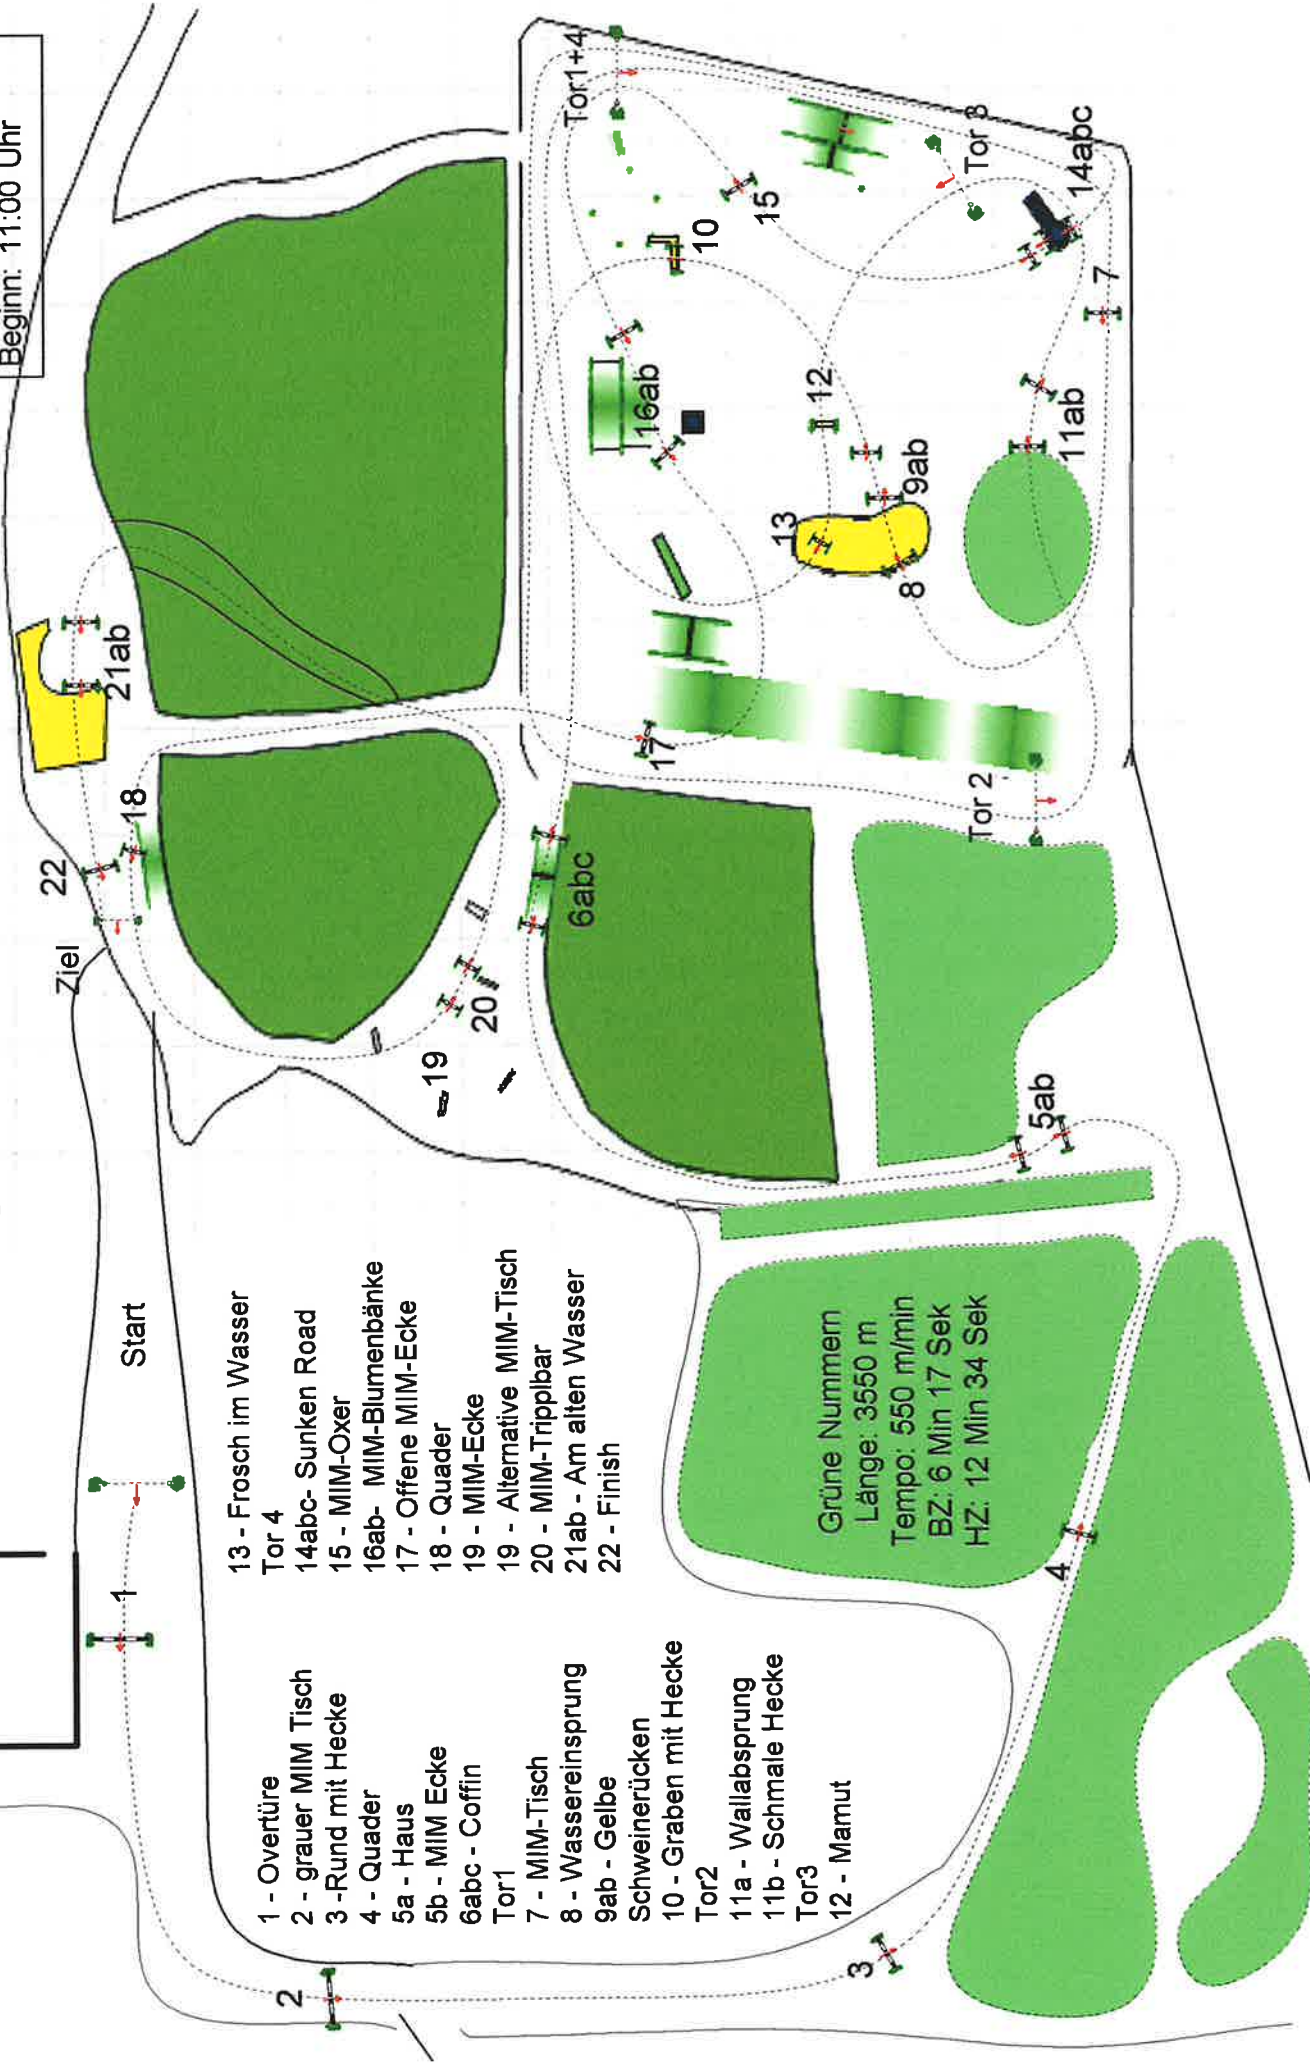 Beginn: 11:00 Uhr
Start
Ziel
1 - Overtüre
2 - grauer MIM Tisch
3 -Rund mit Hecke
4 - Quader
5a - Haus
5b - MIM Ecke
6abc - Coffin
Tor1
7 - MIM-Tisch
8 - Wassereinsprung
9ab - Gelbe
Schweinerücken
10 - Graben mit Hecke
Tor2
11a - Wallabsprung
11b - Schmale Hecke
Tor3
12 - Mamut
13 - Frosch im Wasser
Tor 4
14abc- Sunken Road
15 - MIM-Oxer
16ab- MIM-Blumenbänke
17 - Offene MIM-Ecke
18 - Quader
19 - MIM-Ecke
19 - Alternative MIM-Tisch
20 - MIM-Tripplbar
21ab - Am alten Wasser
22 - Finish
Grüne Nummern
Länge: 3550 m
Tempo: 550 m/min
BZ: 6 Min 17 Sek
HZ: 12 Min 34 Sek
1
2
3
4
5ab
6abc
7
8
9ab
10
11ab
12
13
14abc
15
16ab
17
18
19
20
21ab
22
Tor1+4
Tor 2
Tor 3